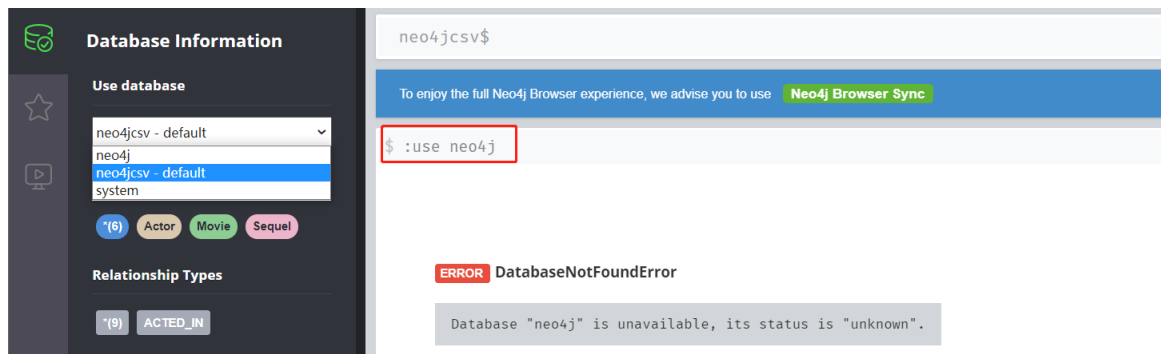 Database Information
Use database
neo4jcsv - default
neo4j
neo4jcsv - default
system
*(6) Actor Movie Sequel
Relationship Types
*(9) ACTED_IN
neo4jcsv$
To enjoy the full Neo4j Browser experience, we advise you to use Neo4j Browser Sync
$ :use neo4j
ERROR DatabaseNotFoundError
Database "neo4j" is unavailable, its status is "unknown".